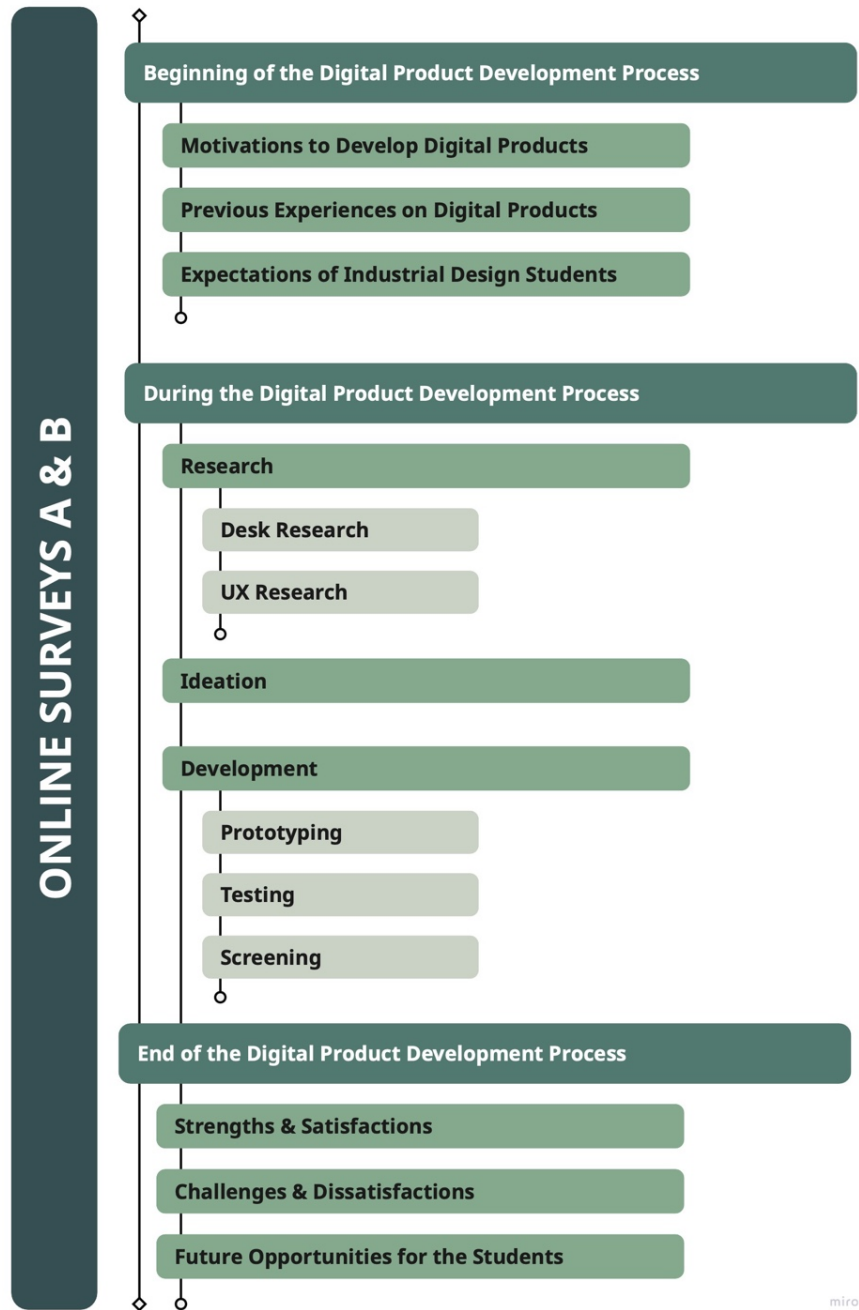 ONLINE SURVEYS A & B
Beginning of the Digital Product Development Process
Motivations to Develop Digital Products
Previous Experiences on Digital Products
Expectations of Industrial Design Students
During the Digital Product Development Process
Research
Desk Research
UX Research
Ideation
Development
Prototyping
Testing
Screening
End of the Digital Product Development Process
Strengths & Satisfactions
Challenges & Dissatisfactions
Future Opportunities for the Students
miro